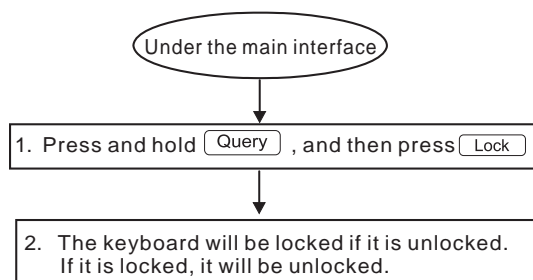 Under the main interface
1. Press and hold Query , and then press Lock
2. The keyboard will be locked if it is unlocked.
If it is locked, it will be unlocked.